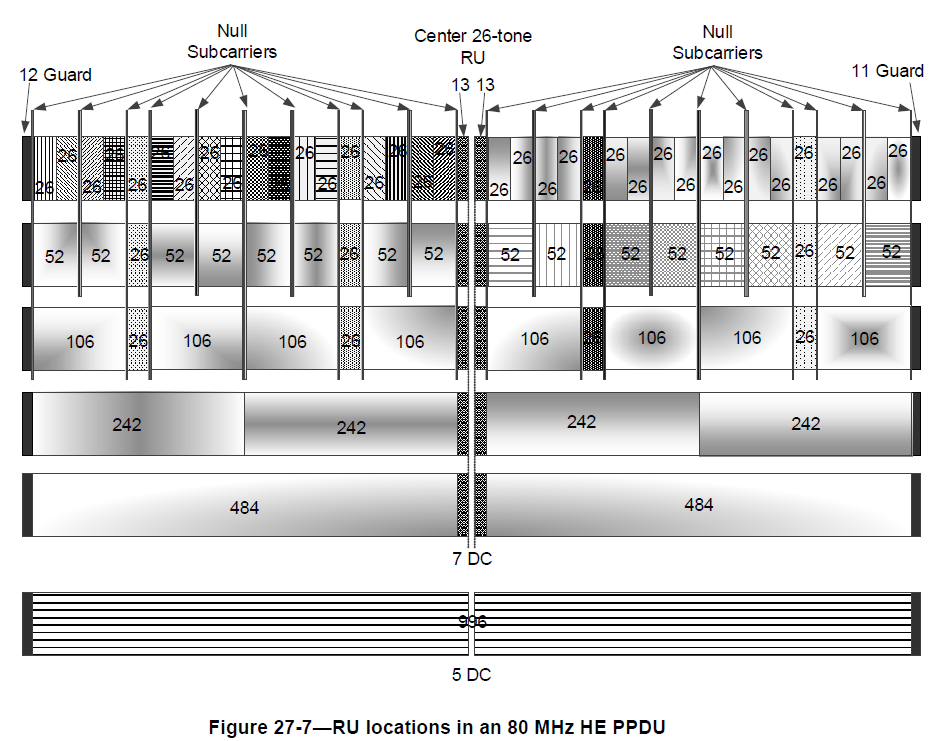 Null
Subcarriers
Center 26-tone
RU
Null
Subcarriers
12 Guard
13 13
11 Guard
26 26 26 26 26 26 26 26 26 26 26 26 26 26 26 26 26 26
26 26 26 26 26 26 26 26 26 26 26 26 26 26 26 26 26 26
52 52 26 52 52 52 52 26 52 52 52 52 26 52 52 52 52 26 52 52
106 26 106 106 26 106 106 26 106 106 26 106
242 242 242 242
484 484
7 DC
996
5 DC
Figure 27-7—RU locations in an 80 MHz HE PPDU